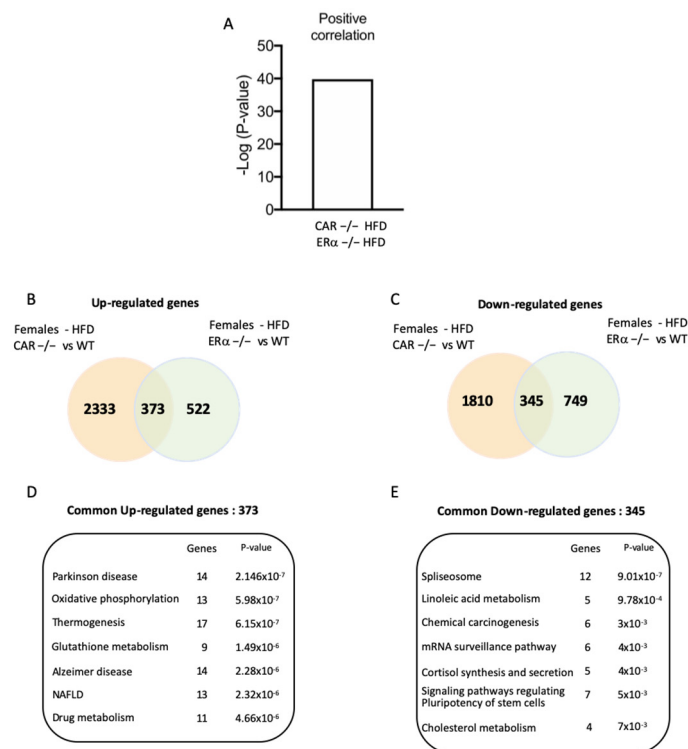 A
Positive
correlation
-Log (P-value)
50
40
30
20
10
0
CAR −/− HFD
ERα −/− HFD
B
Up-regulated genes
Females - HFD
CAR −/− vs WT
Females - HFD
ERα −/− vs WT
2333
373
522
C
Down-regulated genes
Females - HFD
CAR −/− vs WT
Females - HFD
ERα −/− vs WT
1810
345
749
D
Common Up-regulated genes : 373
Genes P-value
Parkinson disease 14 2.146x10⁻⁷
Oxidative phosphorylation 13 5.98x10⁻⁷
Thermogenesis 17 6.15x10⁻⁷
Glutathione metabolism 9 1.49x10⁻⁶
Alzeimer disease 14 2.28x10⁻⁶
NAFLD 13 2.32x10⁻⁶
Drug metabolism 11 4.66x10⁻⁶
E
Common Down-regulated genes : 345
Genes P-value
Spliseosome 12 9.01x10⁻⁷
Linoleic acid metabolism 5 9.78x10⁻⁴
Chemical carcinogenesis 6 3x10⁻³
mRNA surveillance pathway 6 4x10⁻³
Cortisol synthesis and secretion 5 4x10⁻³
Signaling pathways regulating
Pluripotency of stem cells 7 5x10⁻³
Cholesterol metabolism 4 7x10⁻³